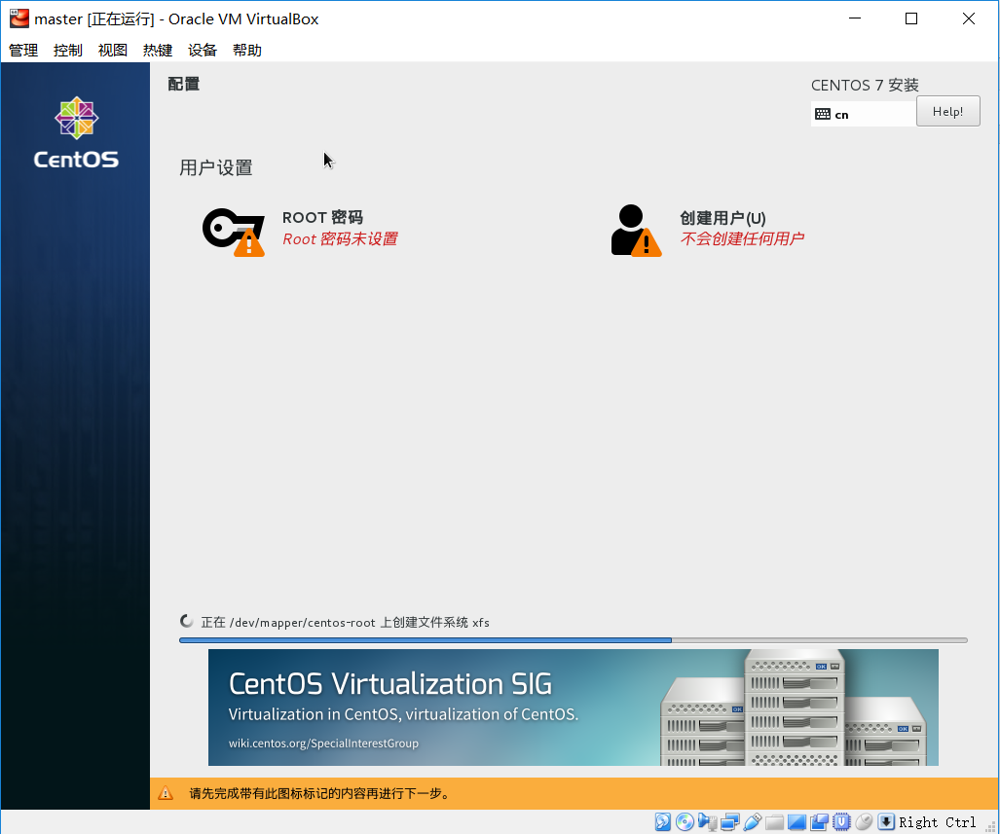 master [正在运行] - Oracle VM VirtualBox
管理 控制 视图 热键 设备 帮助
配置
CENTOS 7 安装
cn
Help!
CentOS
用户设置
ROOT 密码
Root 密码未设置
创建用户(U)
不会创建任何用户
正在 /dev/mapper/centos-root 上创建文件系统 xfs
CentOS Virtualization SIG
Virtualization in CentOS, virtualization of CentOS.
wiki.centos.org/SpecialInterestGroup
请先完成带有此图标标记的内容再进行下一步。
Right Ctrl